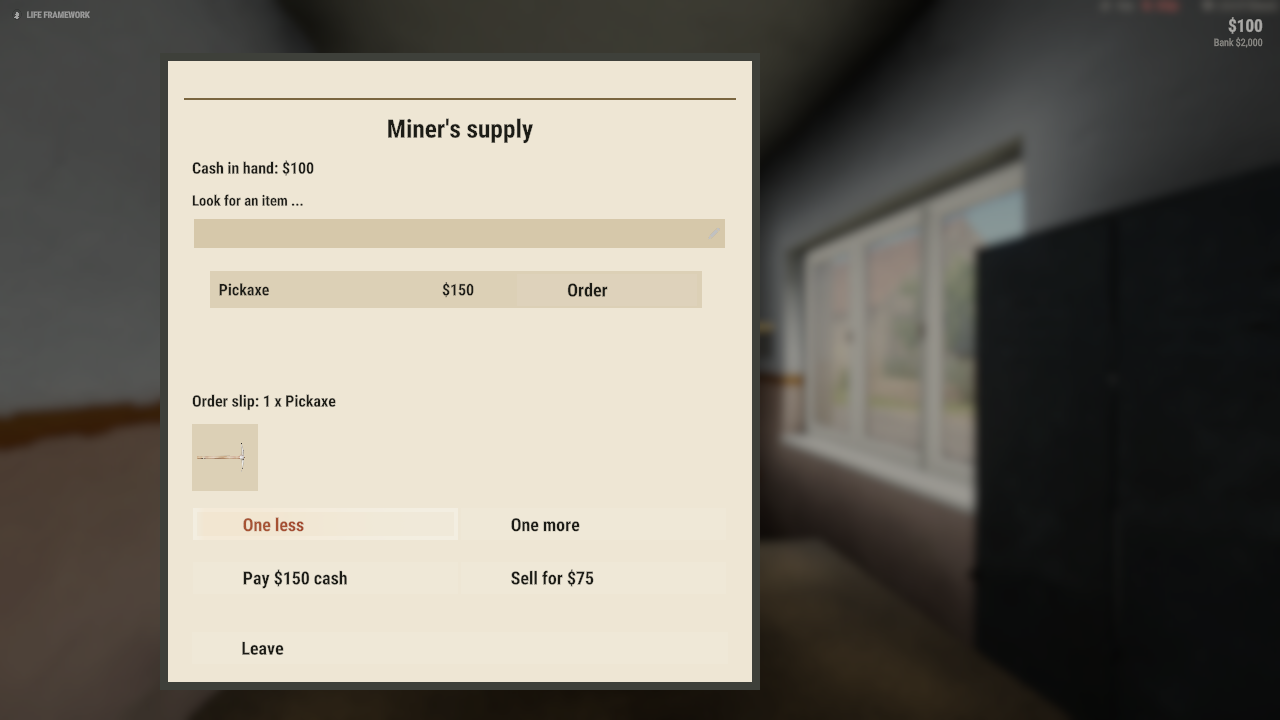 LIFE FRAMEWORK
$100
Bank $2,000
Miner's supply
Cash in hand: $100
Look for an item ...
Pickaxe $150 Order
Order slip: 1 x Pickaxe
One less One more
Pay $150 cash Sell for $75
Leave